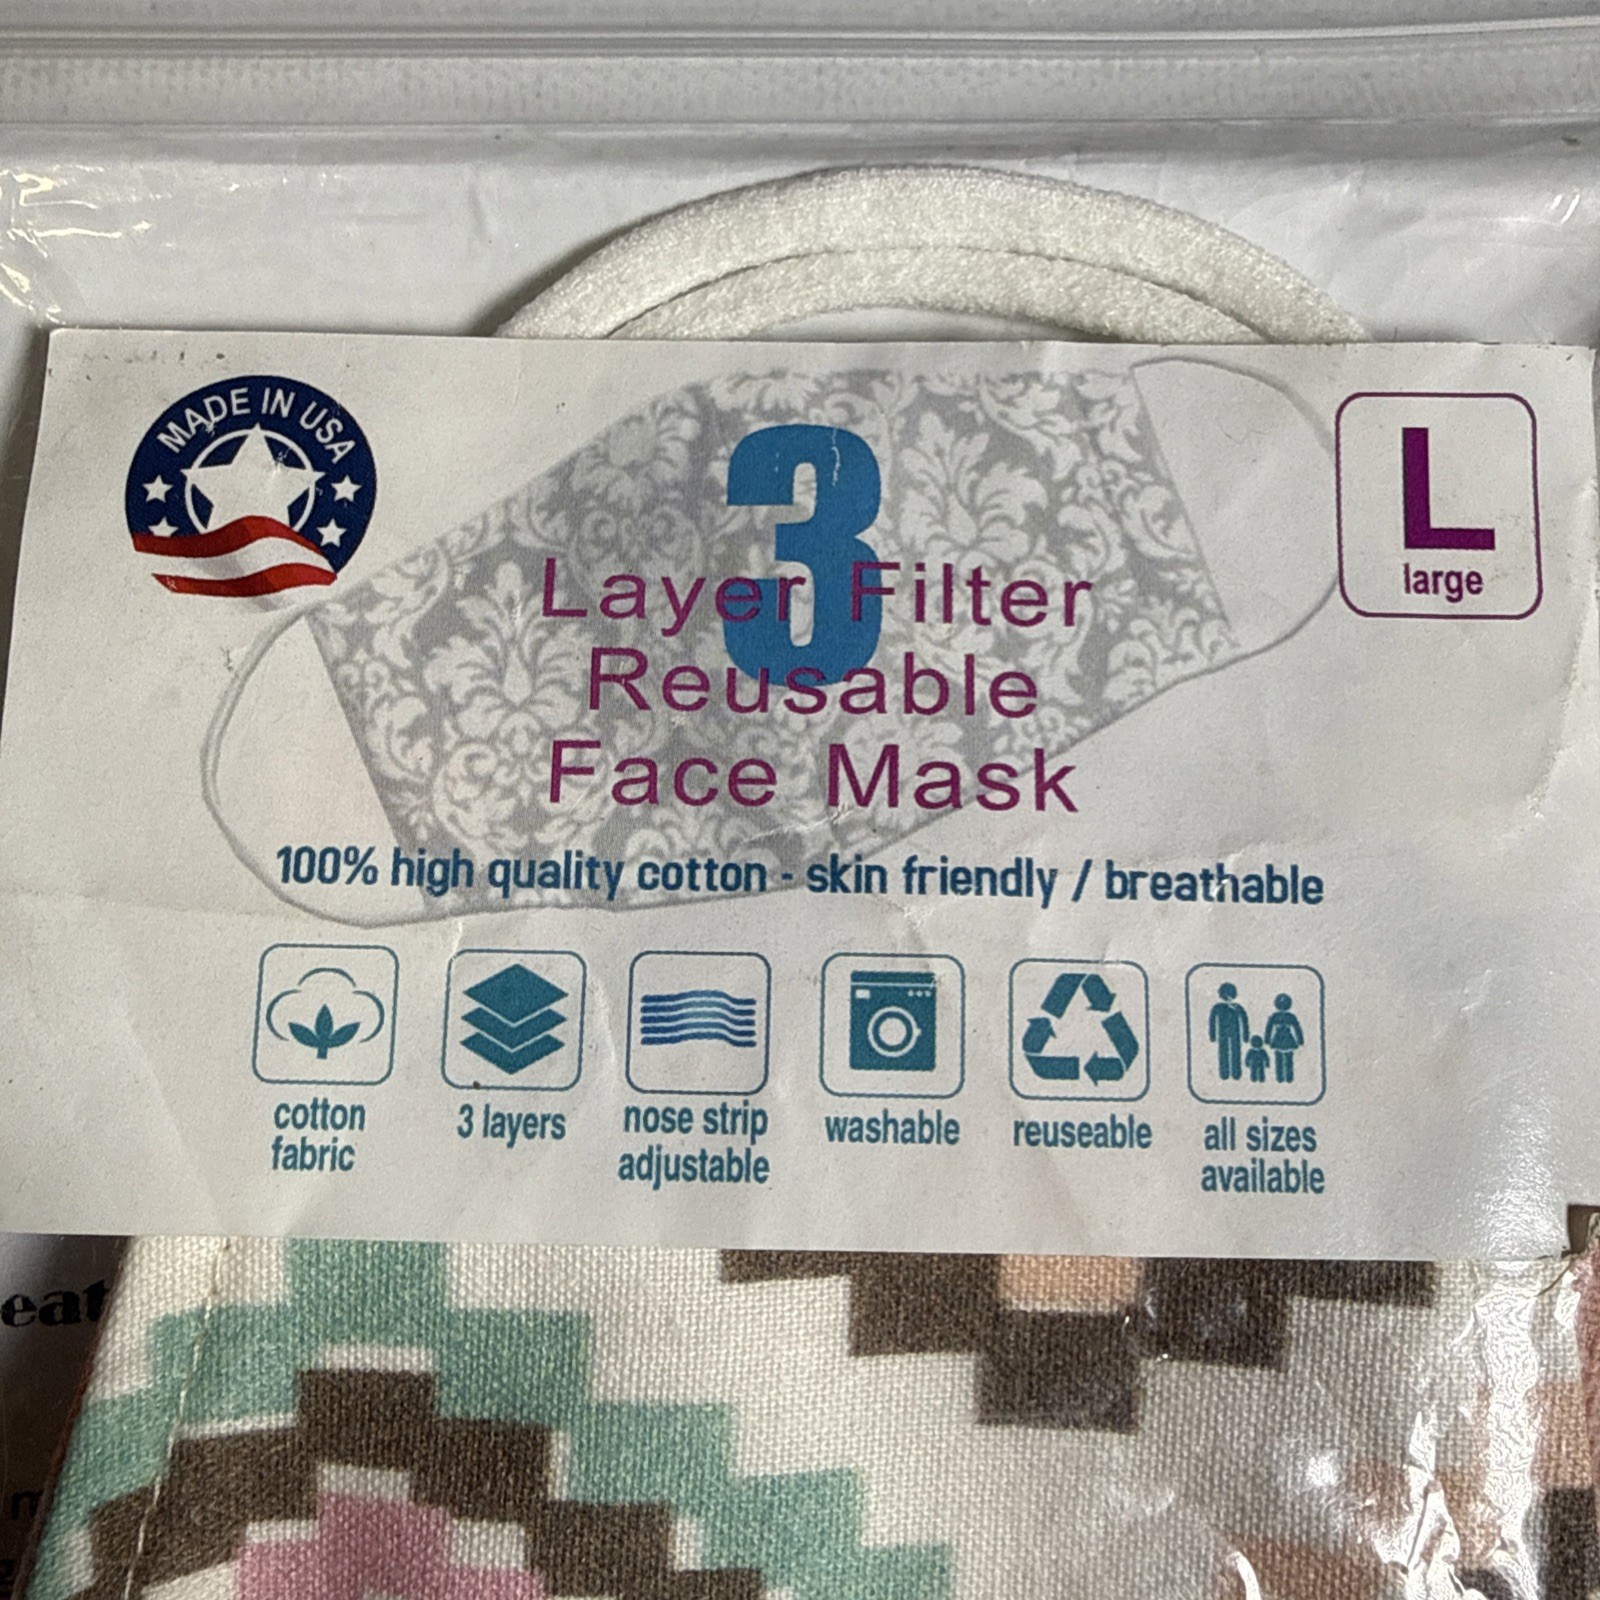 MADE IN USA
L
large
3
Layer Filter
Reusable
Face Mask
100% high quality cotton - skin friendly / breathable
cotton
fabric
3 layers
nose strip
adjustable
washable
reuseable
all sizes
available
eat